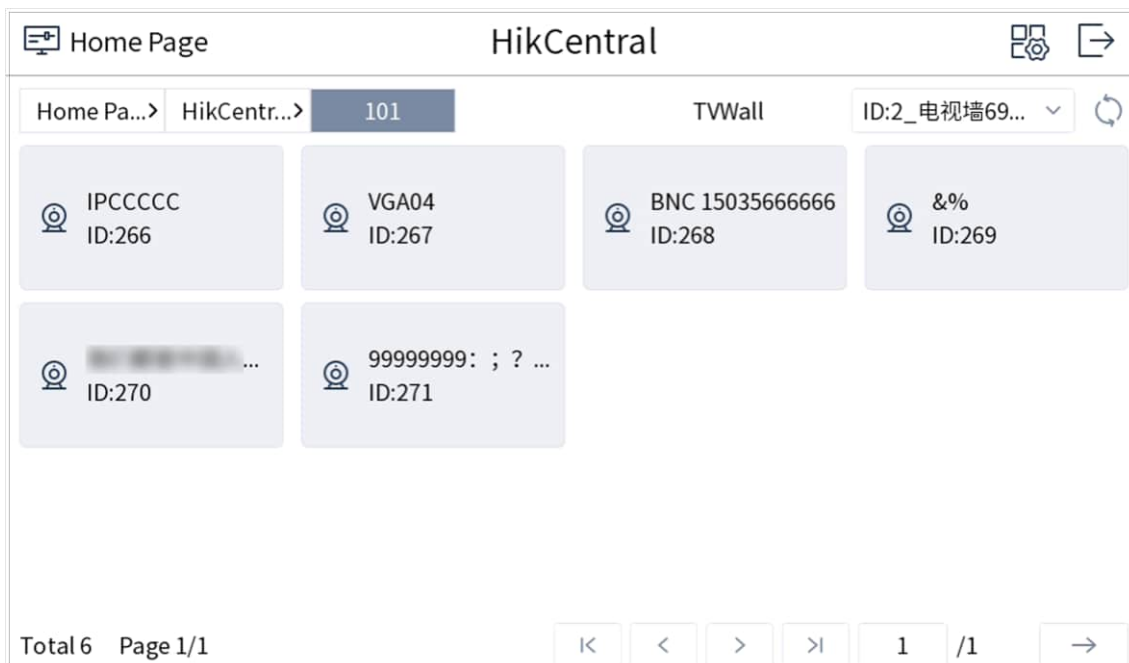 Home Page
HikCentral
Home Pa...
HikCentr...
101
TVWall
ID:2_电视墙69...
IPCCCCC
ID:266
VGA04
ID:267
BNC 15035666666
ID:268
&%
ID:269
...
ID:270
99999999：；？...
ID:271
Total 6
Page 1/1
1
/1